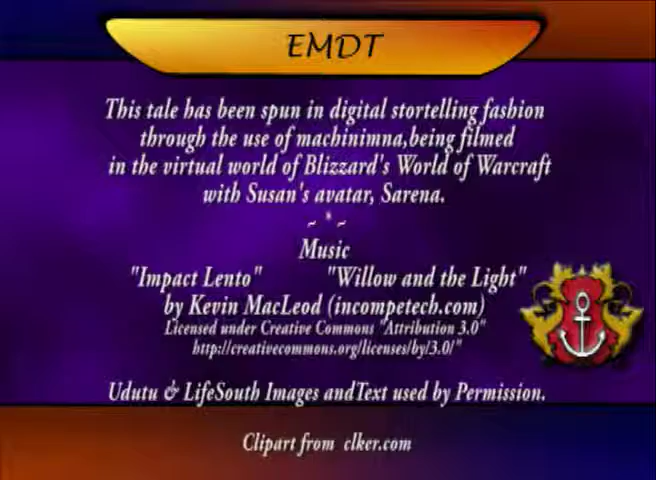 EMDT
This tale has been spun in digital stortelling fashion
through the use of machinimna,being filmed
in the virtual world of Blizzard's World of Warcraft
with Susan's avatar, Sarena.
~ * ~
Music
"Impact Lento" "Willow and the Light"
by Kevin MacLeod (incompetech.com)
Licensed under Creative Commons "Attribution 3.0"
http://creativecommons.org/licenses/by/3.0/"
Udutu & LifeSouth Images andText used by Permission.
Clipart from clker.com